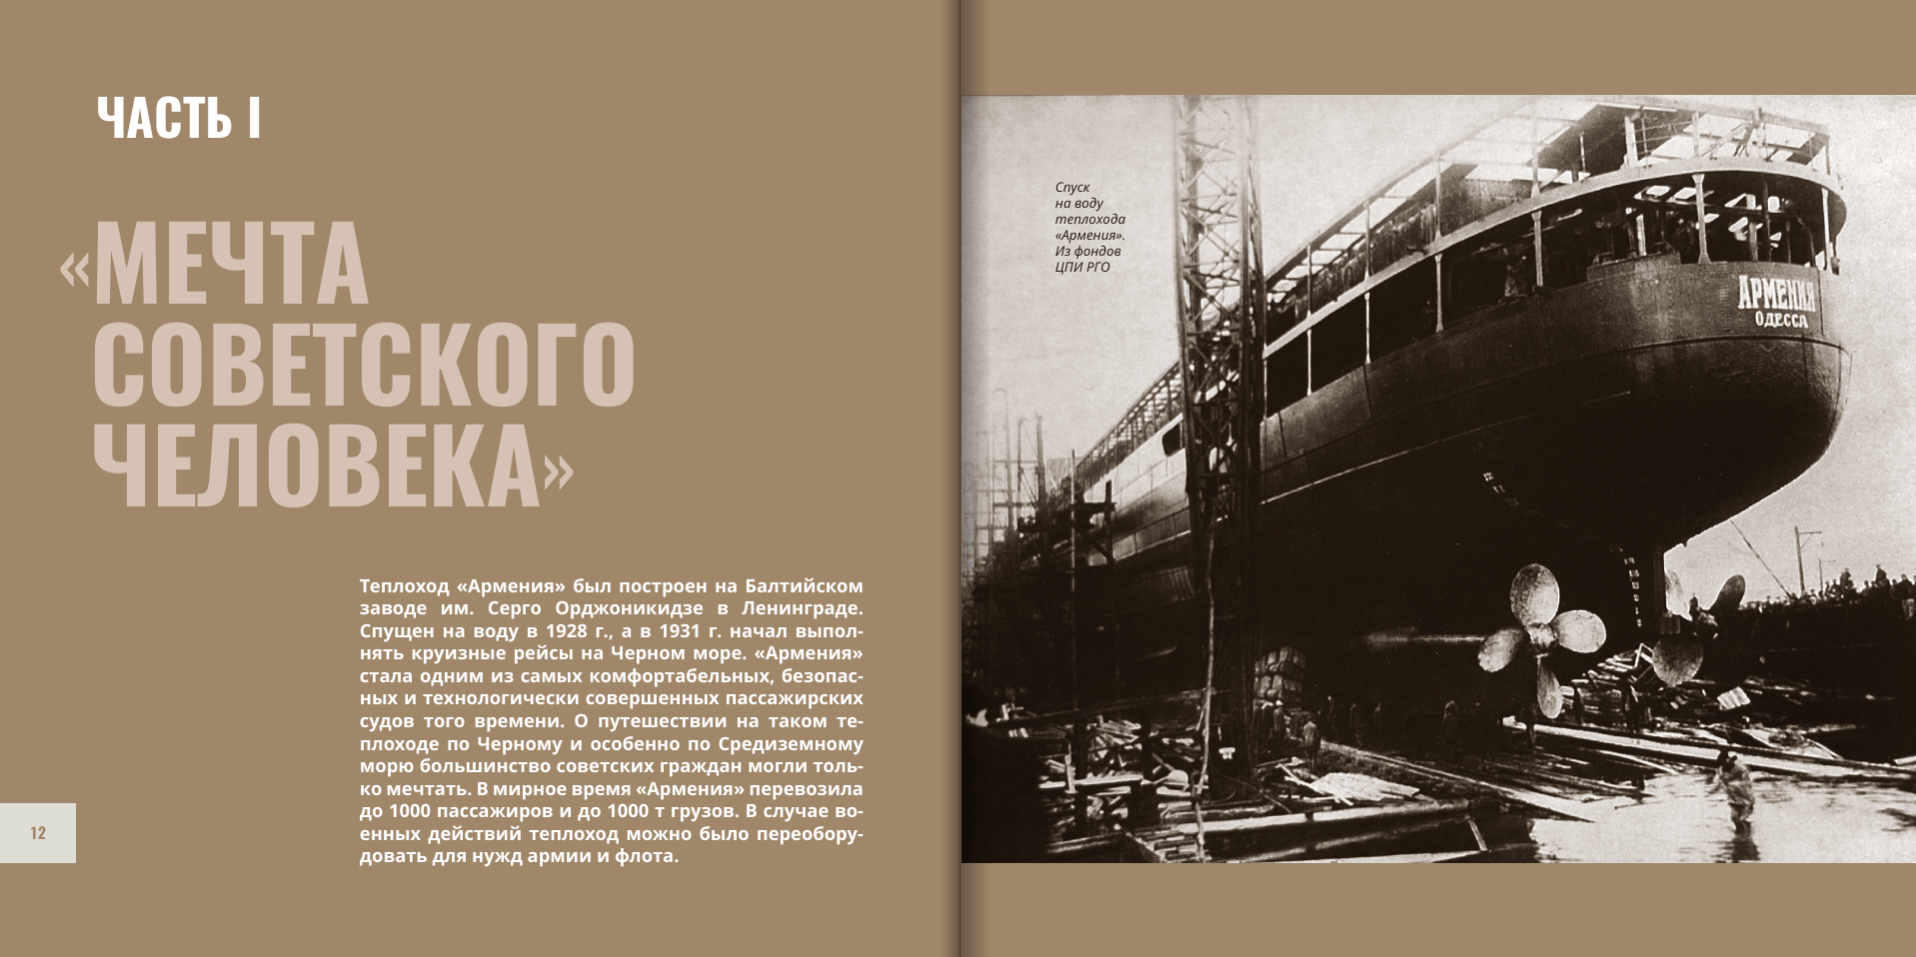 ЧАСТЬ I
«МЕЧТА
СОВЕТСКОГО
ЧЕЛОВЕКА»
Теплоход «Армения» был построен на Балтийском
заводе им. Серго Орджоникидзе в Ленинграде.
Спущен на воду в 1928 г., а в 1931 г. начал выпол-
нять круизные рейсы на Черном море. «Армения»
стала одним из самых комфортабельных, безопас-
ных и технологически совершенных пассажирских
судов того времени. О путешествии на таком те-
плоходе по Черному и особенно по Средиземному
морю большинство советских граждан могли толь-
ко мечтать. В мирное время «Армения» перевозила
до 1000 пассажиров и до 1000 т грузов. В случае во-
енных действий теплоход можно было переобору-
довать для нужд армии и флота.
12
Спуск
на воду
теплохода
«Армения».
Из фондов
ЦПИ РГО
АРМЕНИЯ
ОДЕССА